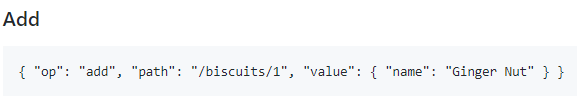 Add
{ "op": "add", "path": "/biscuits/1", "value": { "name": "Ginger Nut" } }